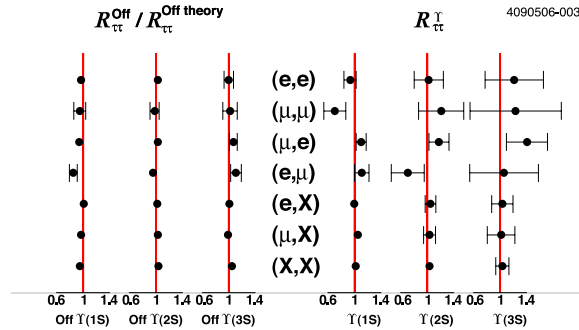 R_ττ^Off / R_ττ^Off theory
R_ττ^Υ
4090506-003
(e,e)
(μ,μ)
(μ,e)
(e,μ)
(e,X)
(μ,X)
(X,X)
0.6 1 1.4 0.6 1 1.4 0.6 1 1.4 0.6 1 1.4 0.6 1 1.4 0.6 1 1.4
Off Υ(1S) Off Υ(2S) Off Υ(3S) Υ(1S) Υ(2S) Υ(3S)